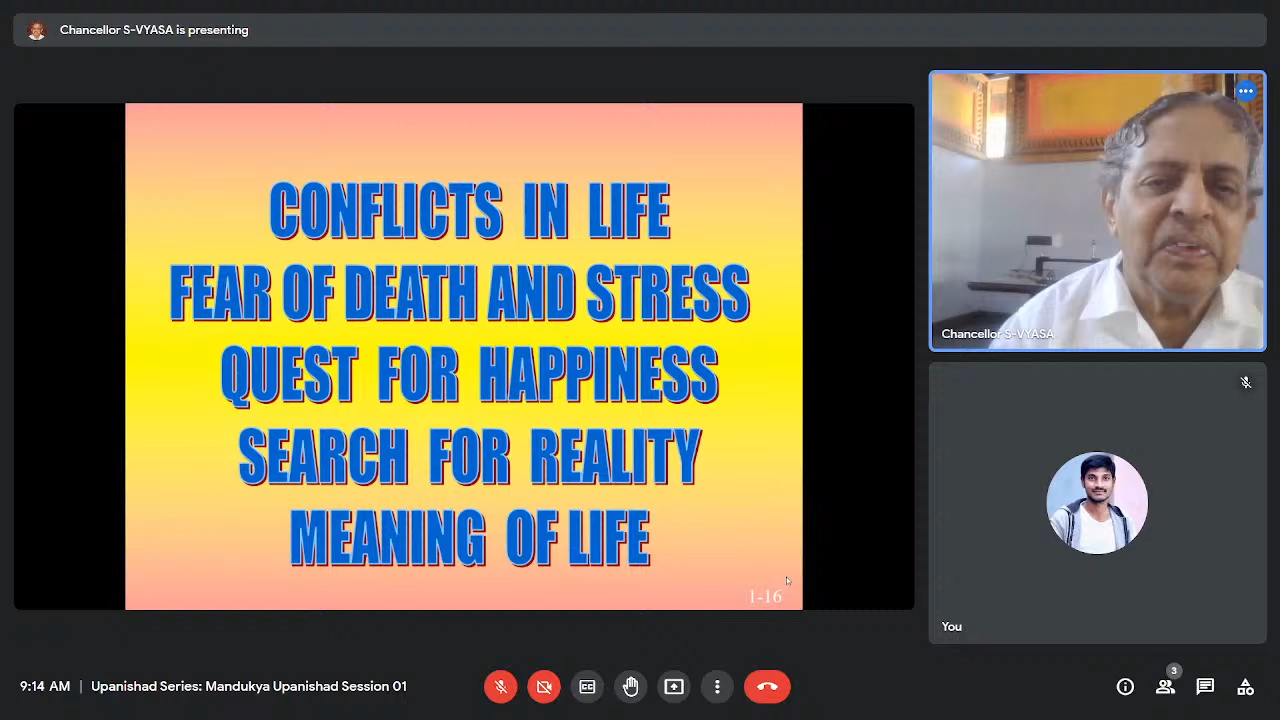 Chancellor S-VYASA is presenting
CONFLICTS IN LIFE
FEAR OF DEATH AND STRESS
QUEST FOR HAPPINESS
SEARCH FOR REALITY
MEANING OF LIFE
1-16
Chancellor S-VYASA
You
9:14 AM | Upanishad Series: Mandukya Upanishad Session 01
CC
3